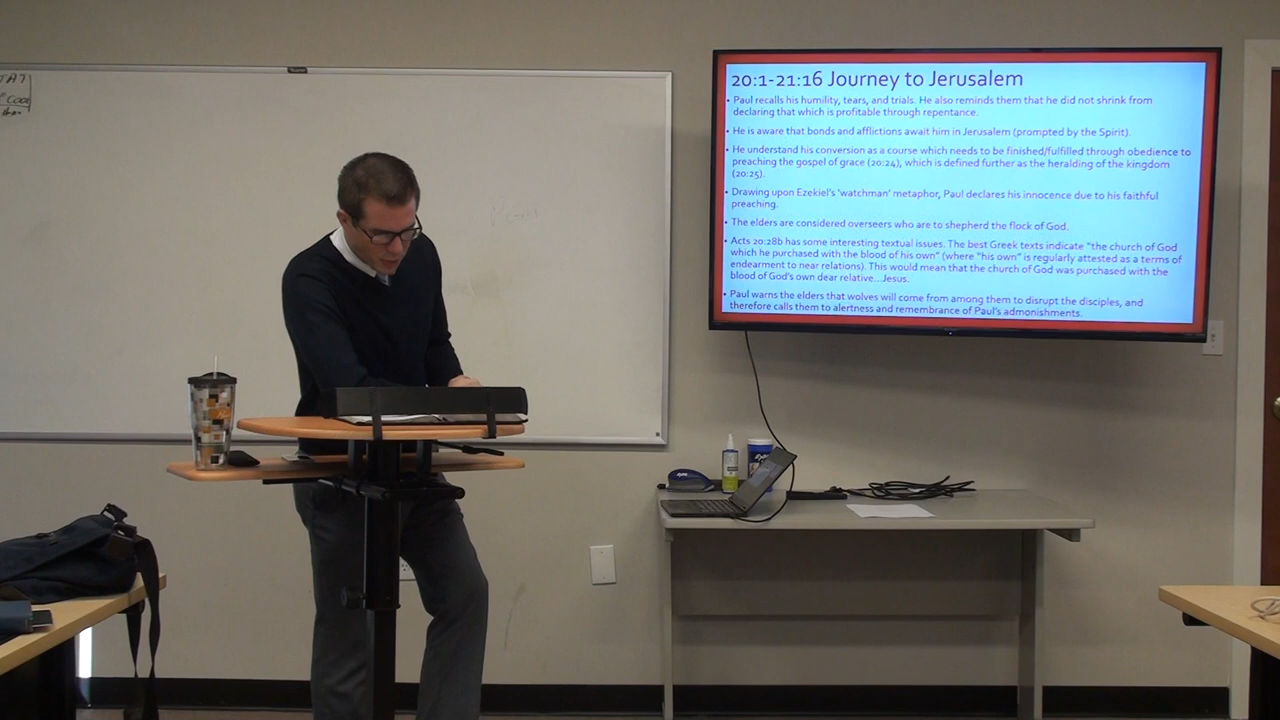 20:1-21:16 Journey to Jerusalem
• Paul recalls his humility, tears, and trials. He also reminds them that he did not shrink from
declaring that which is profitable through repentance.
• He is aware that bonds and afflictions await him in Jerusalem (prompted by the Spirit).
• He understand his conversion as a course which needs to be finished/fulfilled through obedience to
preaching the gospel of grace (20:24), which is defined further as the heralding of the kingdom
(20:25).
• Drawing upon Ezekiel's 'watchman' metaphor, Paul declares his innocence due to his faithful
preaching.
• The elders are considered overseers who are to shepherd the flock of God.
• Acts 20:28b has some interesting textual issues. The best Greek texts indicate "the church of God
which he purchased with the blood of his own" (where "his own" is regularly attested as a terms of
endearment to near relations). This would mean that the church of God was purchased with the
blood of God's own dear relative...Jesus.
• Paul warns the elders that wolves will come from among them to disrupt the disciples, and
therefore calls them to alertness and remembrance of Paul's admonishments.